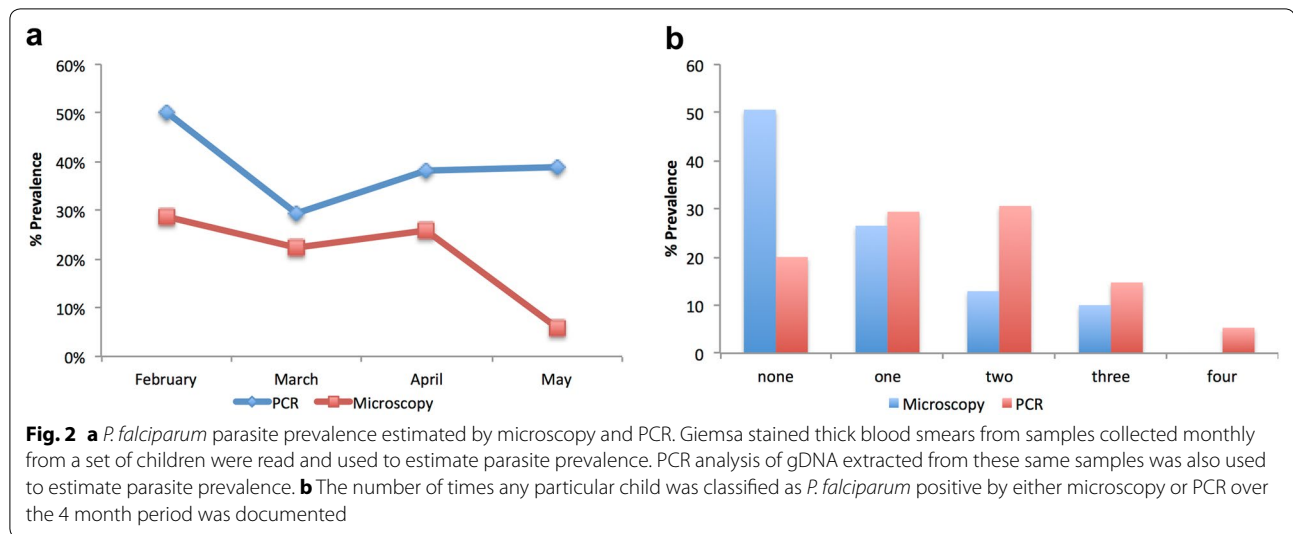 a
60%
50%
40%
30%
20%
10%
0%
% Prevalence
February March April May
PCR Microscopy
b
60
50
40
30
20
10
0
% Prevalence
none one two three four
Microscopy PCR
Fig. 2 a P. falciparum parasite prevalence estimated by microscopy and PCR. Giemsa stained thick blood smears from samples collected monthly
from a set of children were read and used to estimate parasite prevalence. PCR analysis of gDNA extracted from these same samples was also used
to estimate parasite prevalence. b The number of times any particular child was classified as P. falciparum positive by either microscopy or PCR over
the 4 month period was documented